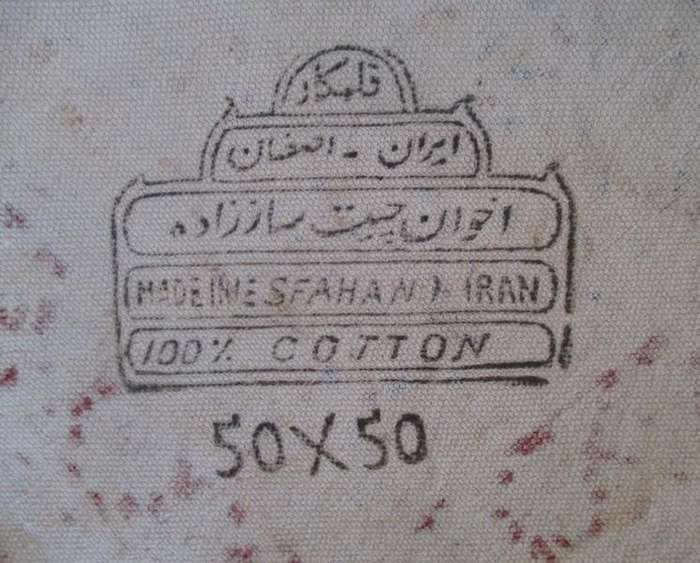 قلمکار
ایران - اصفهان
اخوان چیت ساززاده
MADE IN ESFAHAN - IRAN
100% COTTON
50X50